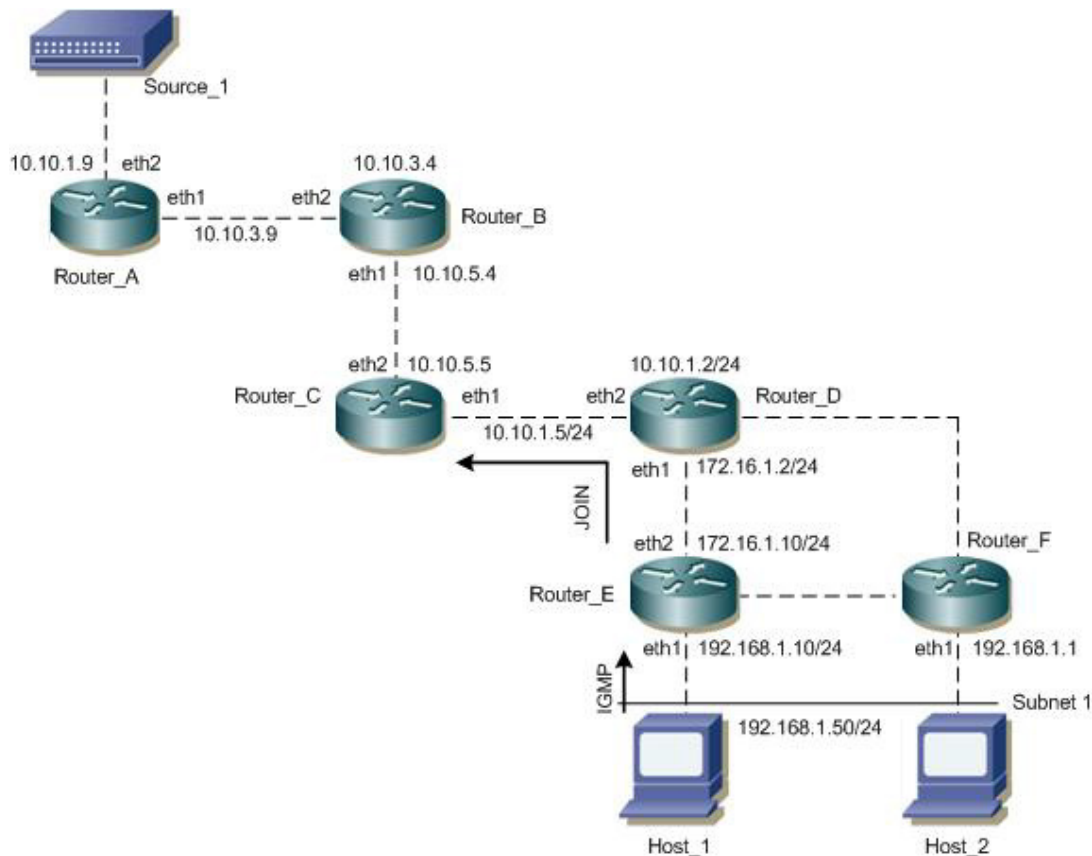 Source_1
10.10.1.9 eth2
10.10.3.4
eth1
eth2
Router_B
10.10.3.9
Router_A
eth1 10.10.5.4
eth2 10.10.5.5
10.10.1.2/24
Router_C
eth1
eth2
Router_D
10.10.1.5/24
eth1 172.16.1.2/24
JOIN
eth2 172.16.1.10/24
Router_F
Router_E
eth1 192.168.1.10/24
eth1 192.168.1.1
IGMP
Subnet 1
192.168.1.50/24
Host_1
Host_2